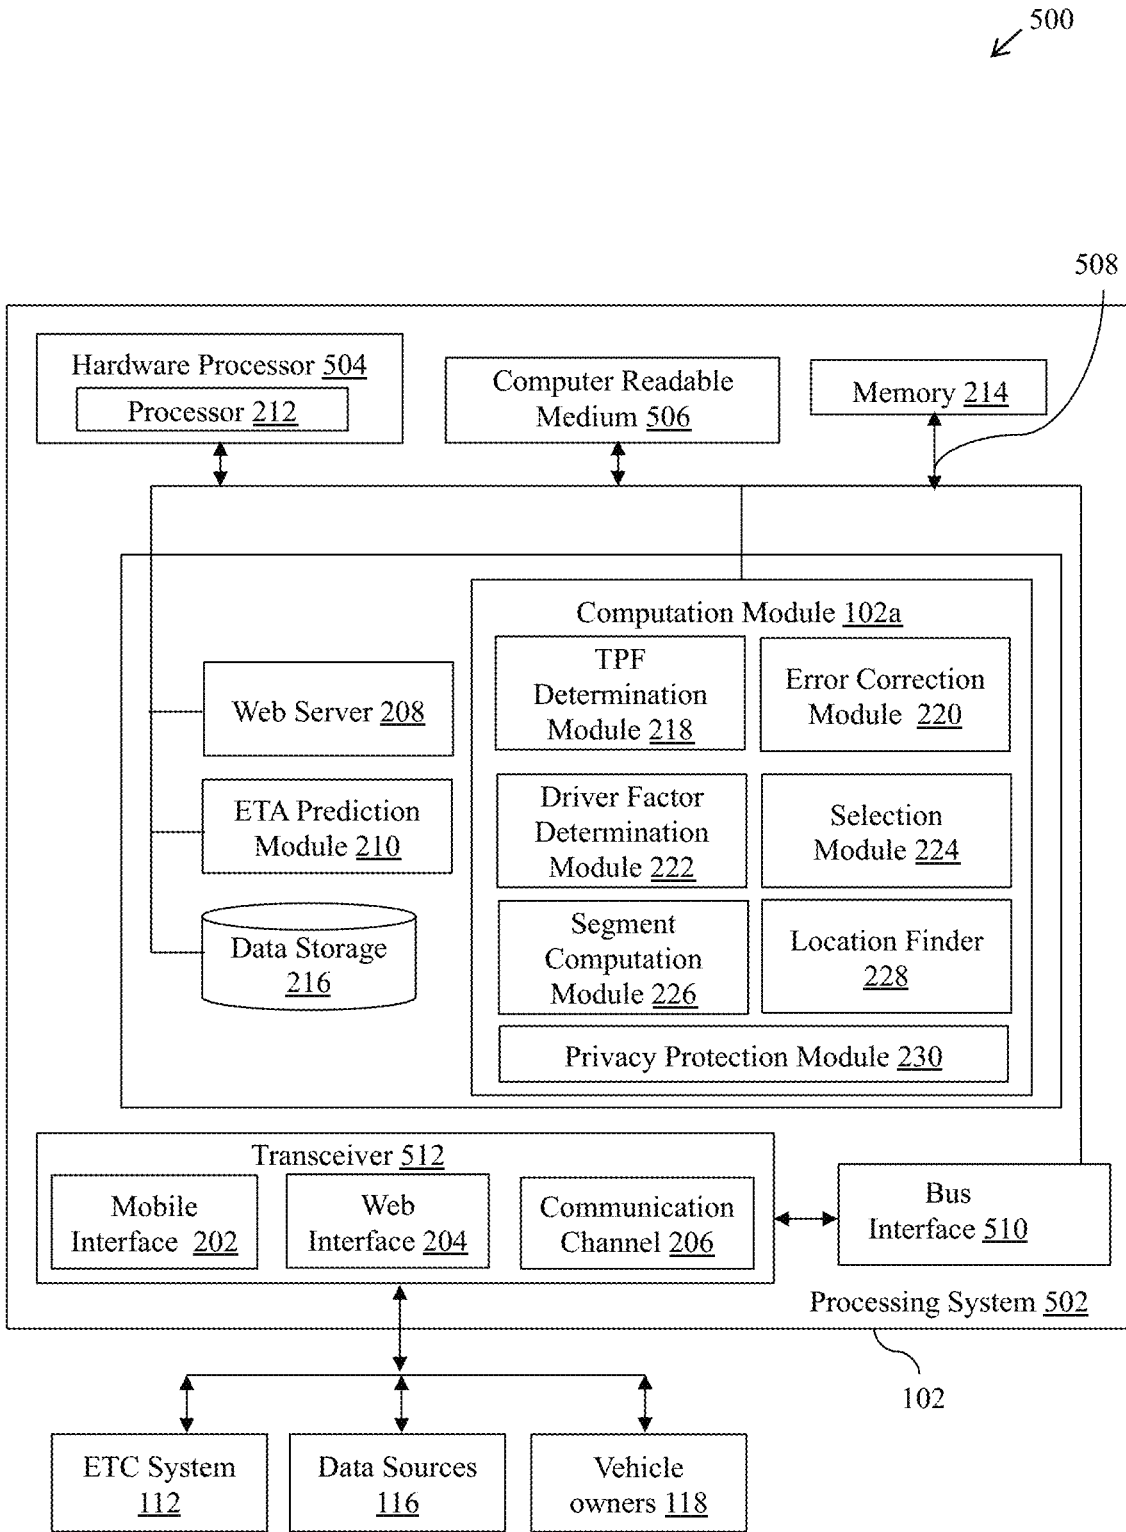 500
508
Hardware Processor 504
Processor 212
Computer Readable
Medium 506
Memory 214
Computation Module 102a
TPF
Determination
Module 218
Error Correction
Module 220
Web Server 208
ETA Prediction
Module 210
Driver Factor
Determination
Module 222
Selection
Module 224
Data Storage
216
Segment
Computation
Module 226
Location Finder
228
Privacy Protection Module 230
Transceiver 512
Mobile
Interface 202
Web
Interface 204
Communication
Channel 206
Bus
Interface 510
Processing System 502
102
ETC System
112
Data Sources
116
Vehicle
owners 118